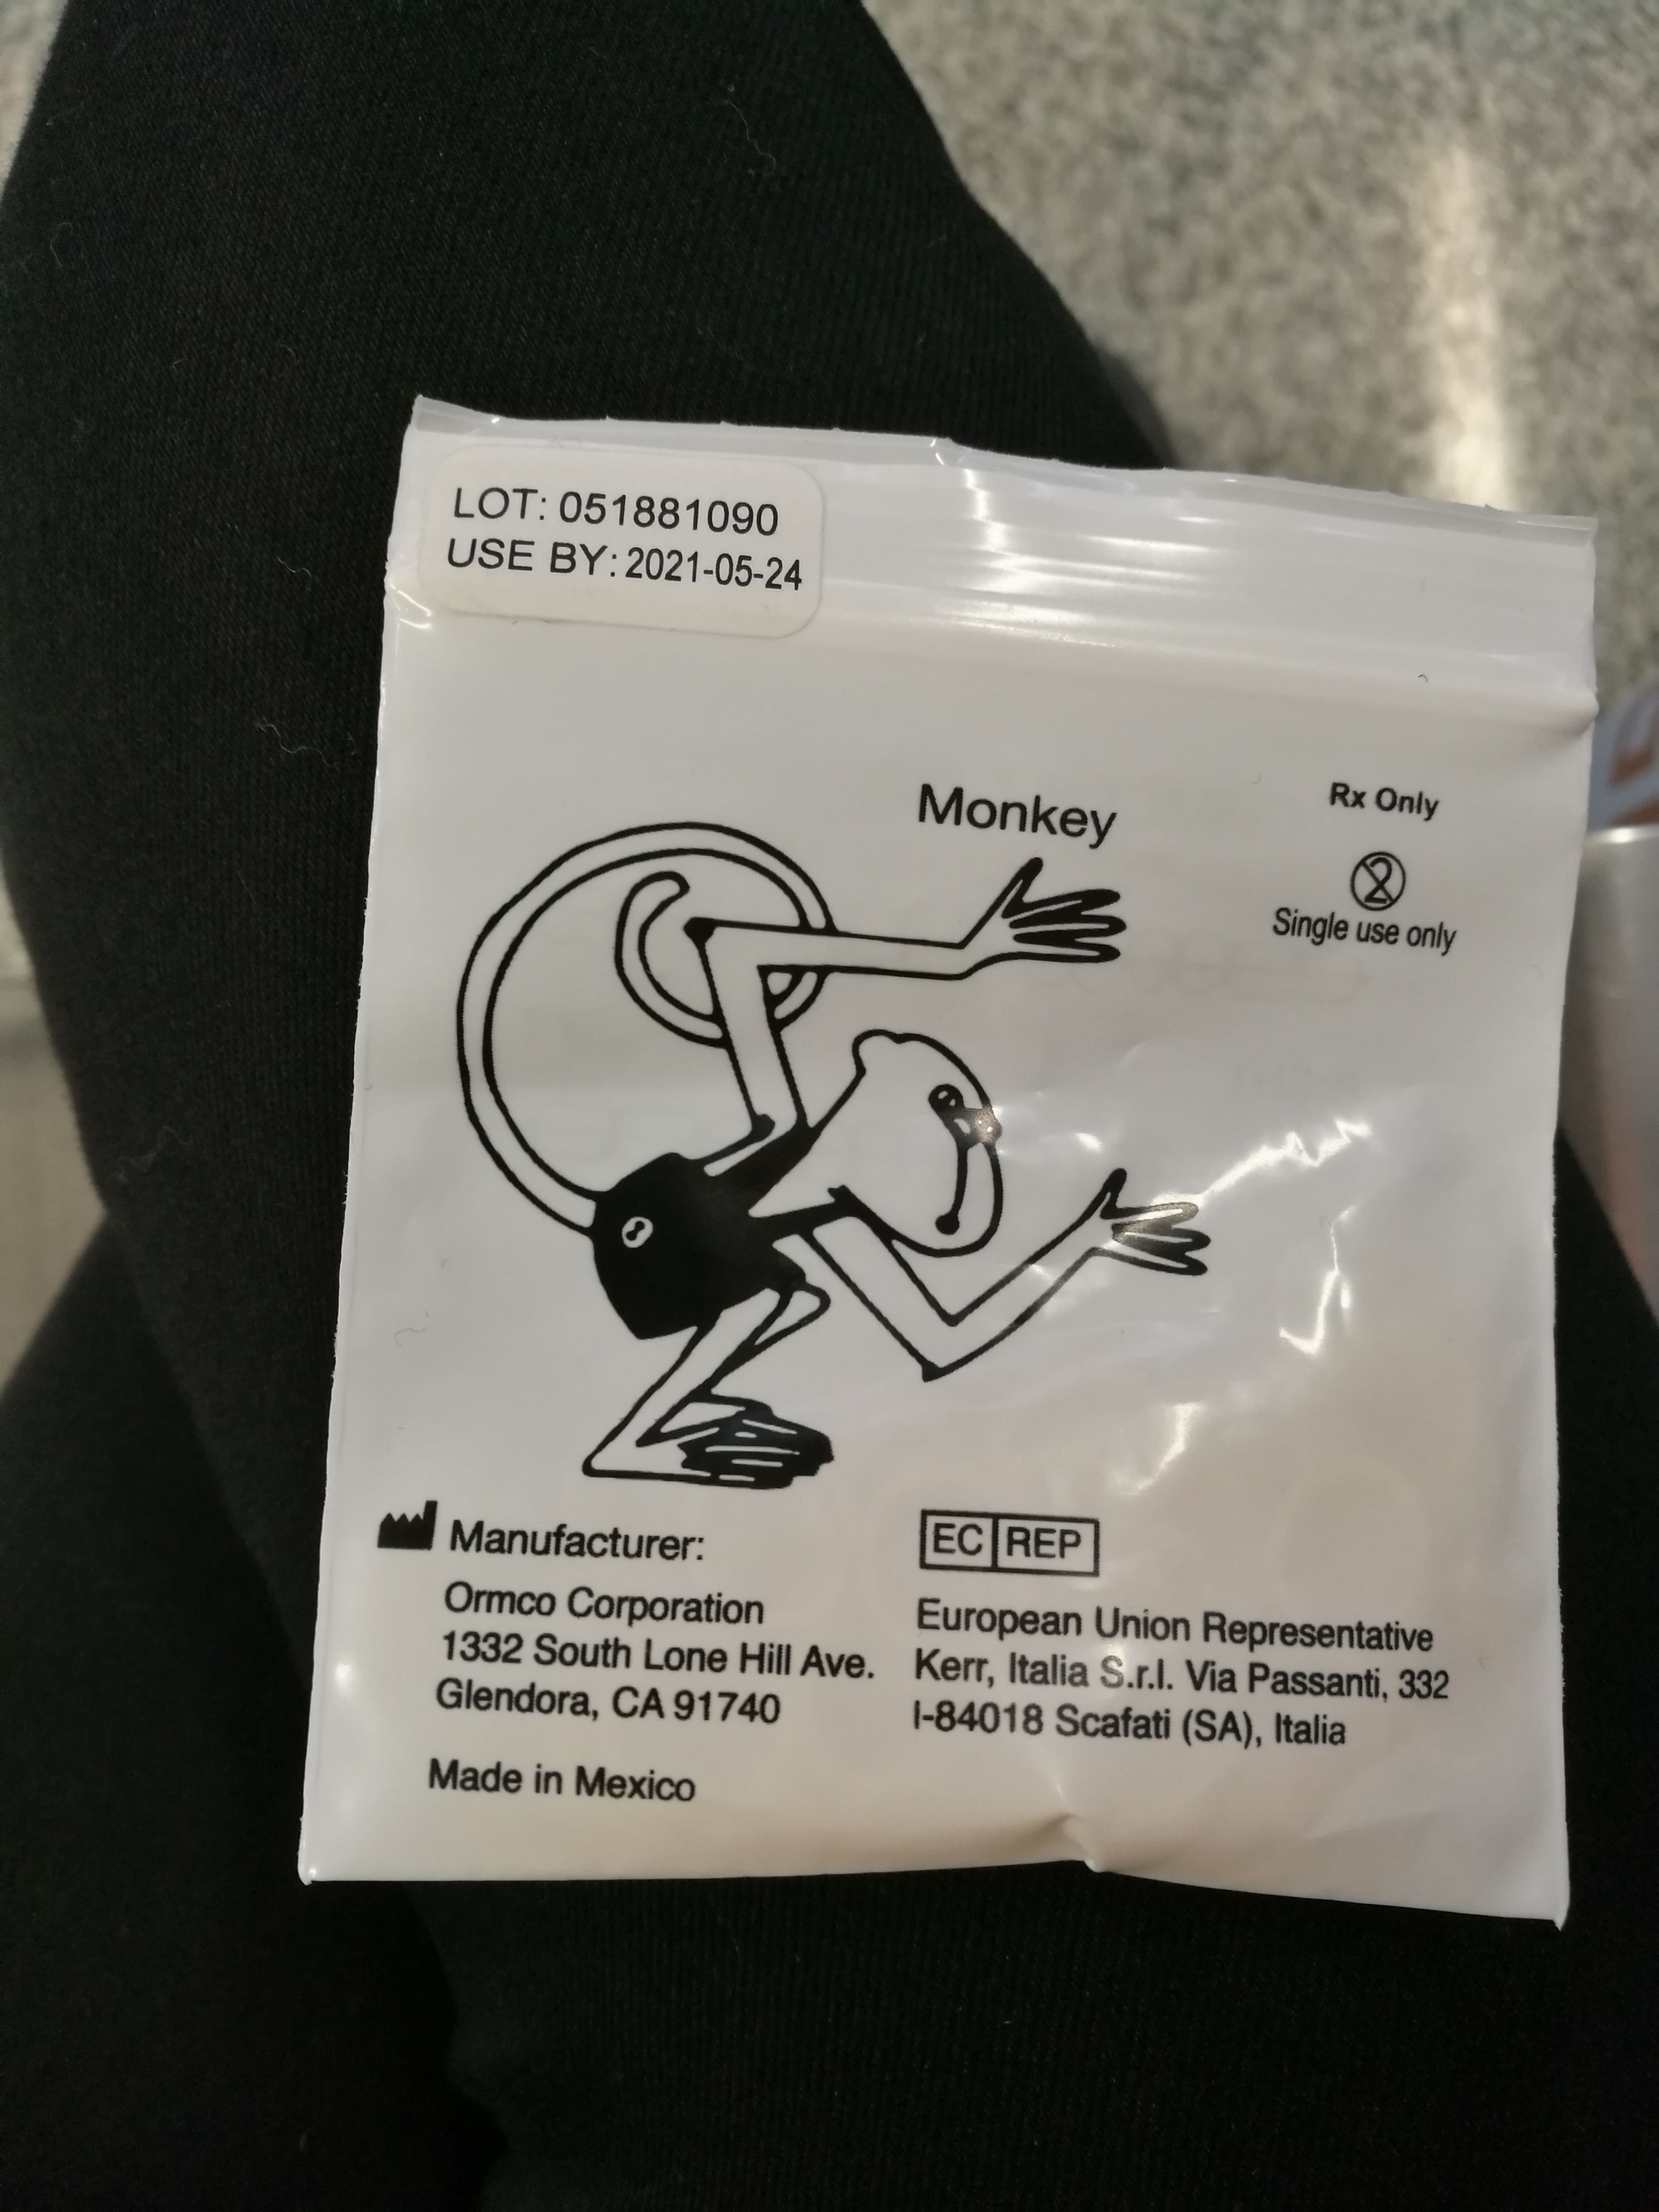 LOT: 051881090
USE BY: 2021-05-24
Monkey
Rx Only
2
Single use only
Manufacturer:
Ormco Corporation
1332 South Lone Hill Ave.
Glendora, CA 91740
Made in Mexico
EC REP
European Union Representative
Kerr, Italia S.r.l. Via Passanti, 332
I-84018 Scafati (SA), Italia